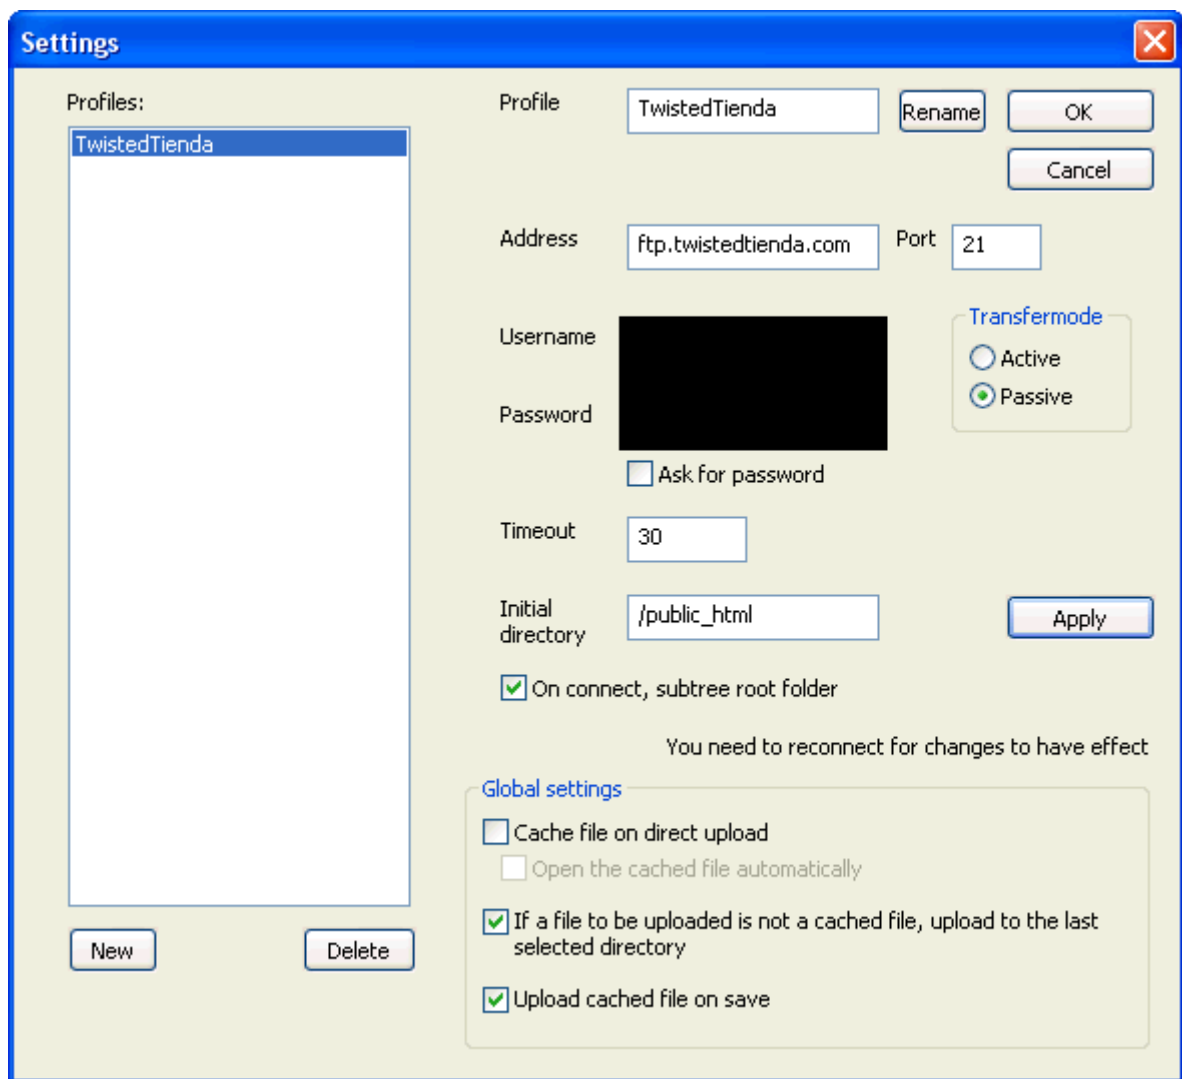 Settings
Profiles:
TwistedTienda
New
Delete
Profile
TwistedTienda
Rename
OK
Cancel
Address
ftp.twistedtienda.com
Port
21
Username
Password
Transfermode
Active
Passive
Ask for password
Timeout
30
Initial
directory
/public_html
Apply
On connect, subtree root folder
You need to reconnect for changes to have effect
Global settings
Cache file on direct upload
Open the cached file automatically
If a file to be uploaded is not a cached file, upload to the last
selected directory
Upload cached file on save